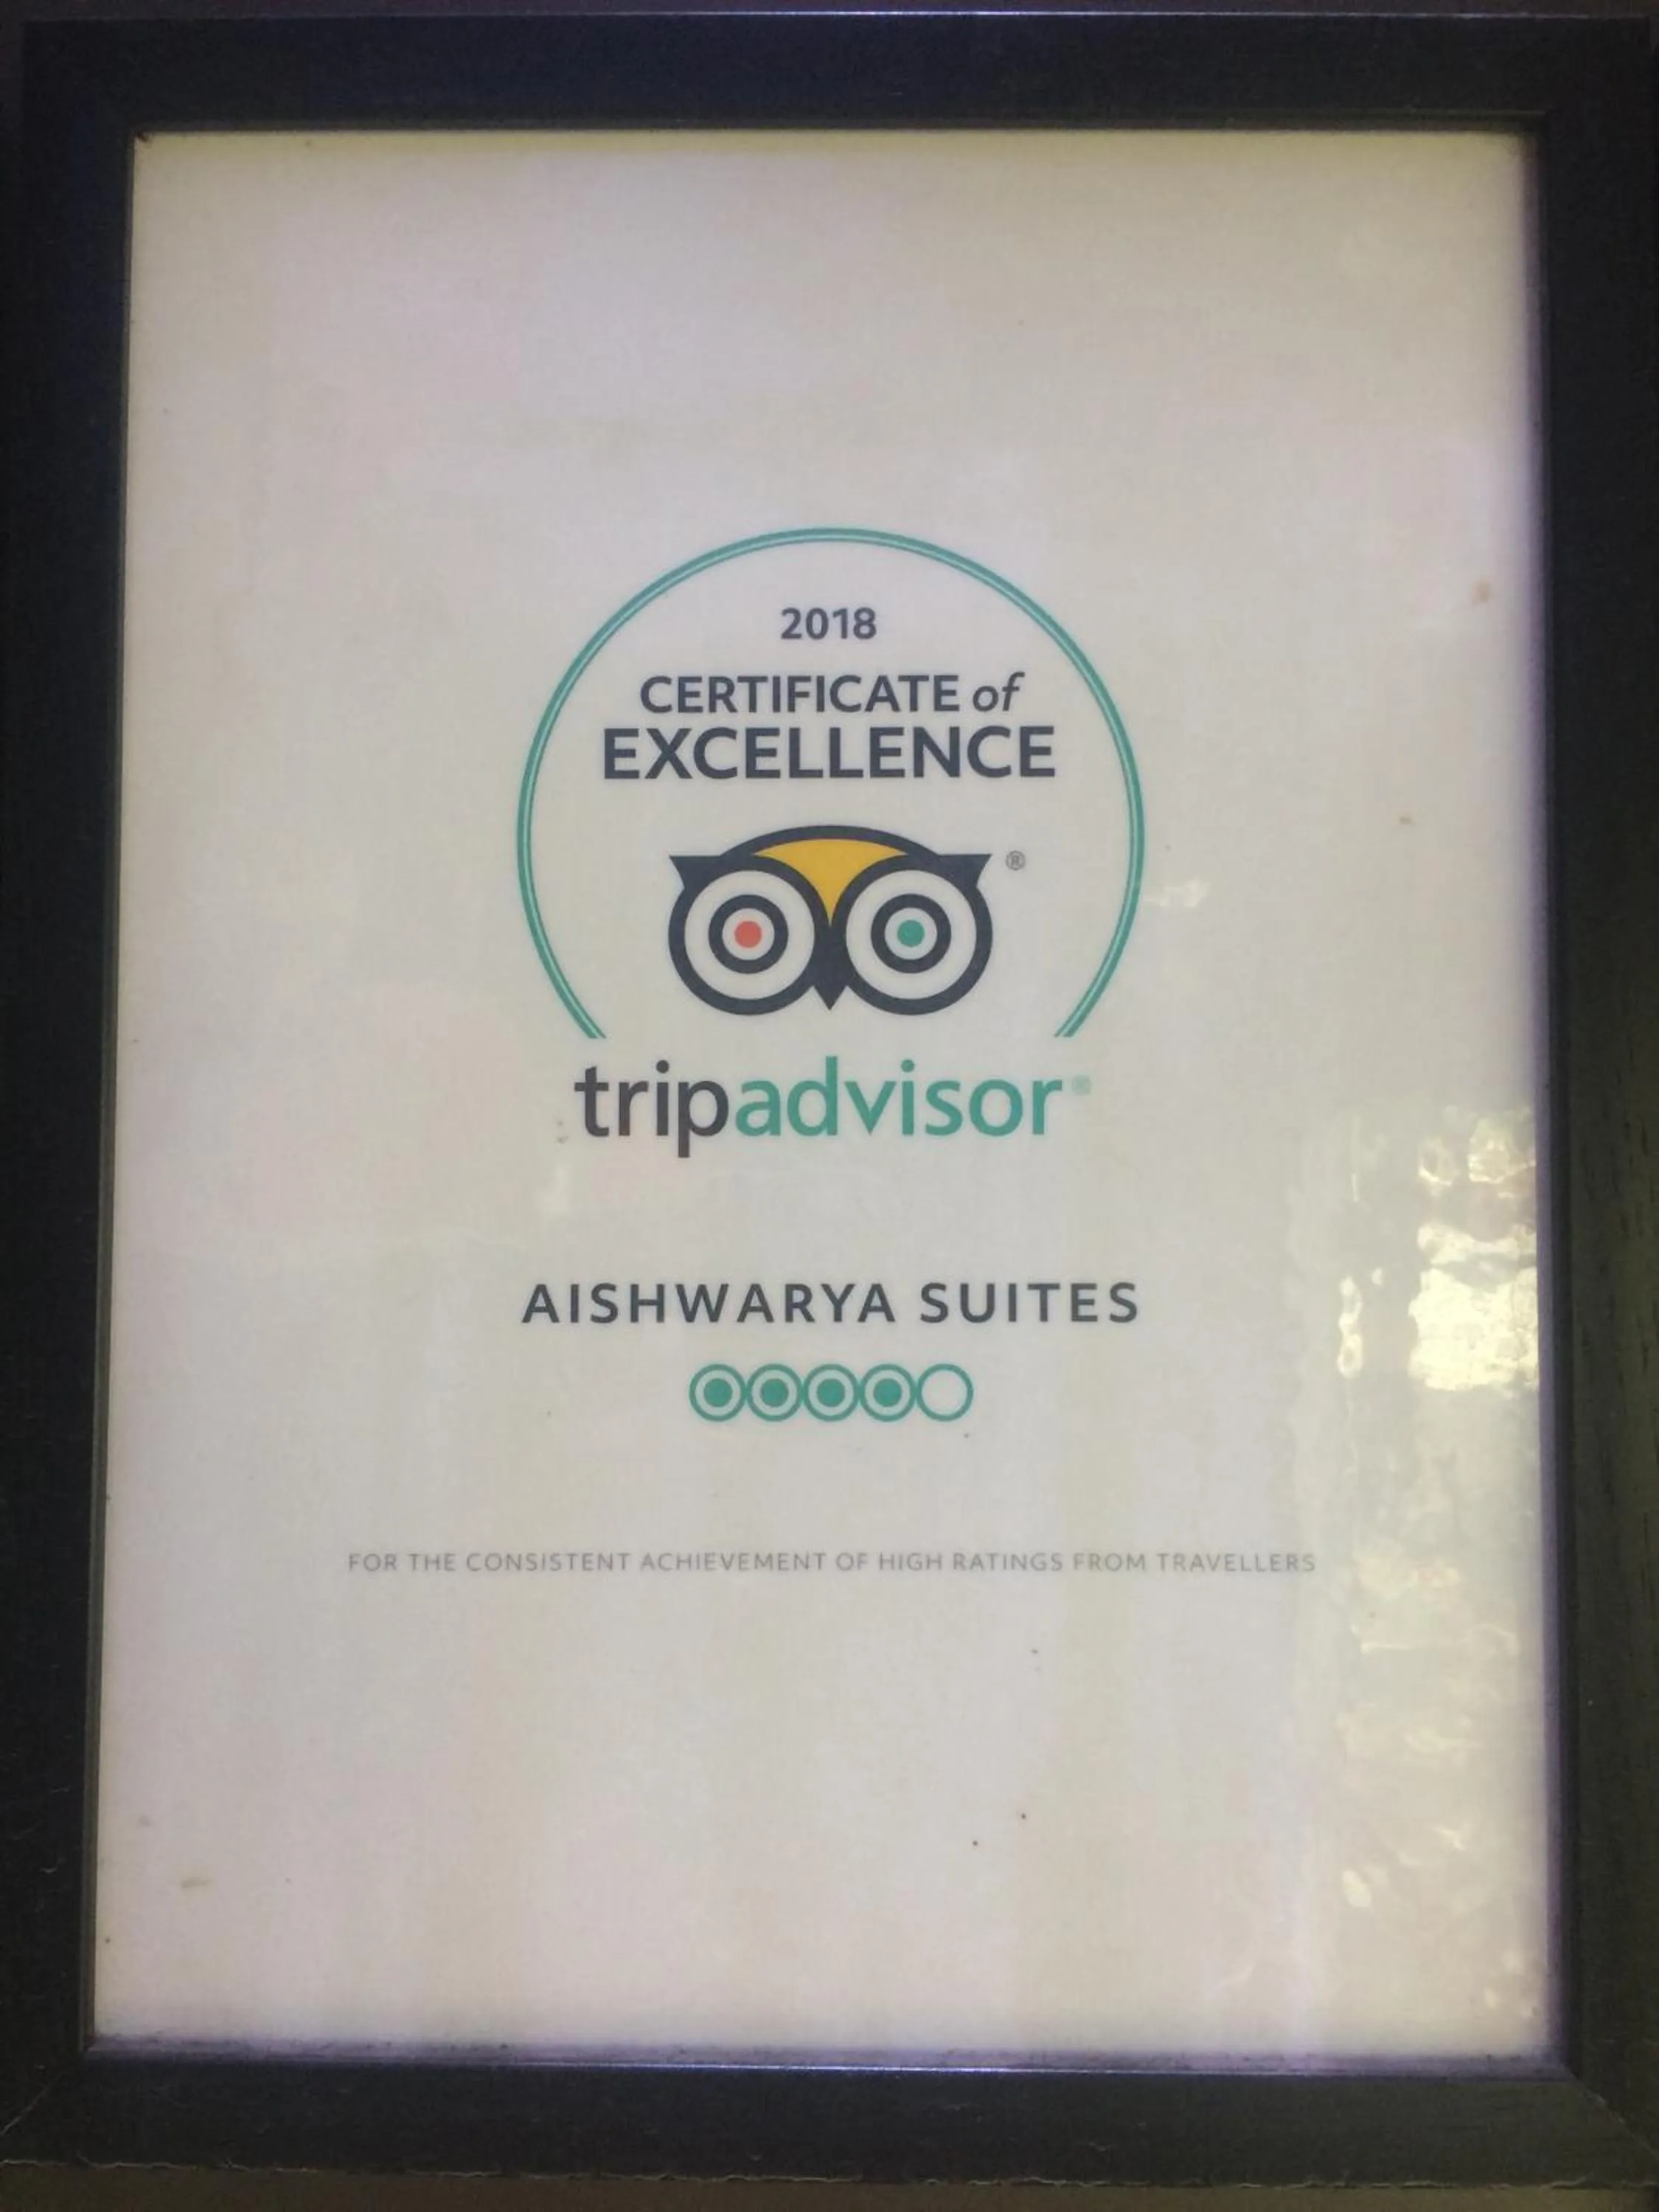 2018
CERTIFICATE of
EXCELLENCE
®
tripadvisor®
AISHWARYA SUITES
FOR THE CONSISTENT ACHIEVEMENT OF HIGH RATINGS FROM TRAVELLERS